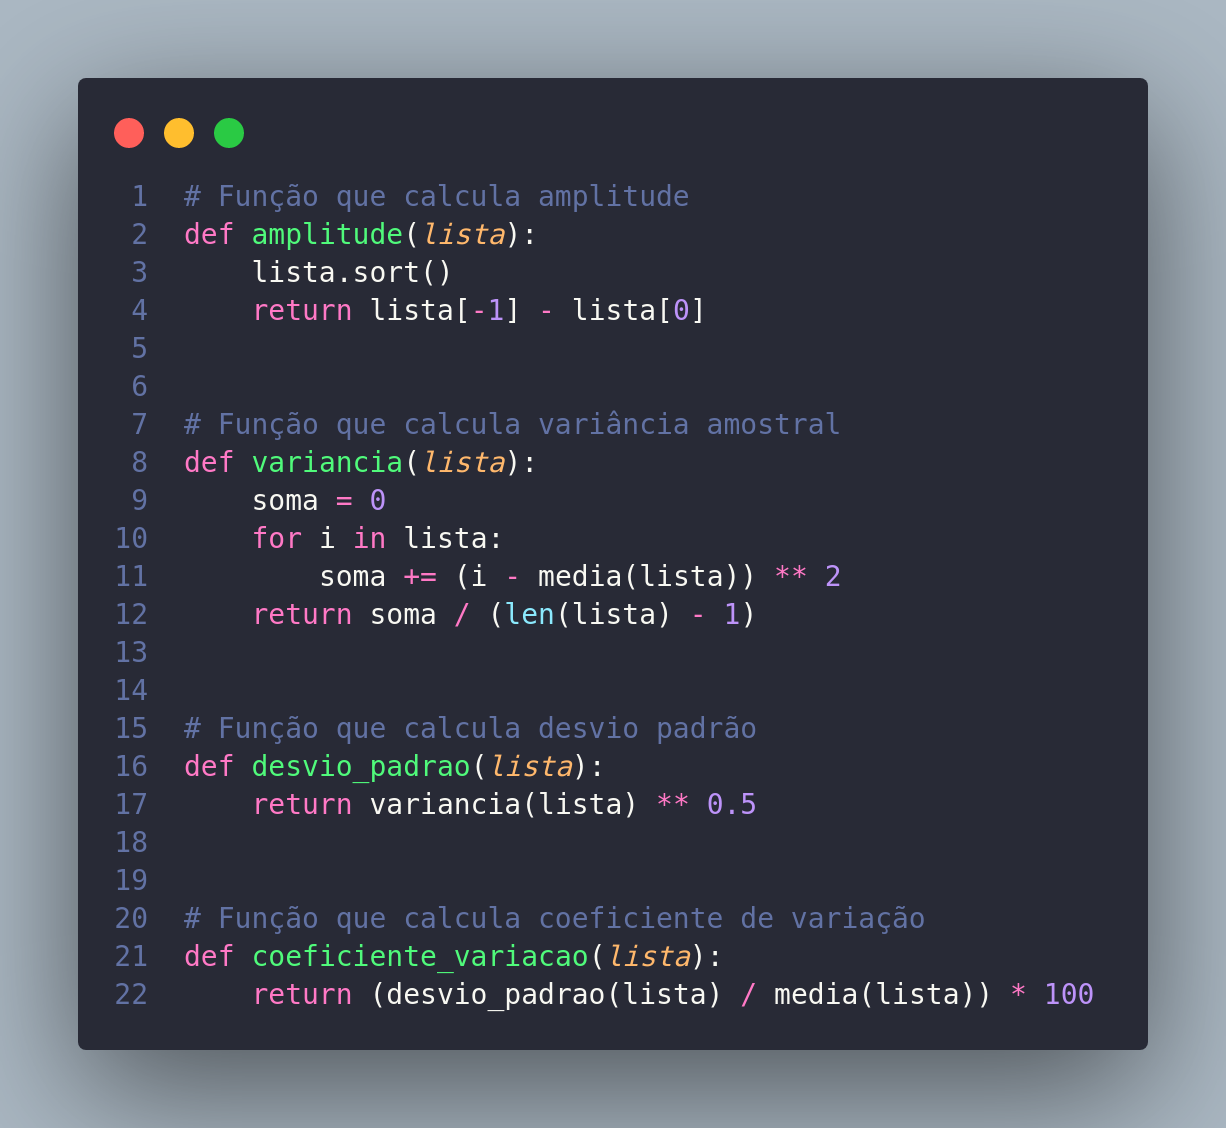 1 # Função que calcula amplitude
2 def amplitude(lista):
3     lista.sort()
4     return lista[-1] - lista[0]
5
6
7 # Função que calcula variância amostral
8 def variancia(lista):
9     soma = 0
10     for i in lista:
11         soma += (i - media(lista)) ** 2
12     return soma / (len(lista) - 1)
13
14
15 # Função que calcula desvio padrão
16 def desvio_padrao(lista):
17     return variancia(lista) ** 0.5
18
19
20 # Função que calcula coeficiente de variação
21 def coeficiente_variacao(lista):
22     return (desvio_padrao(lista) / media(lista)) * 100